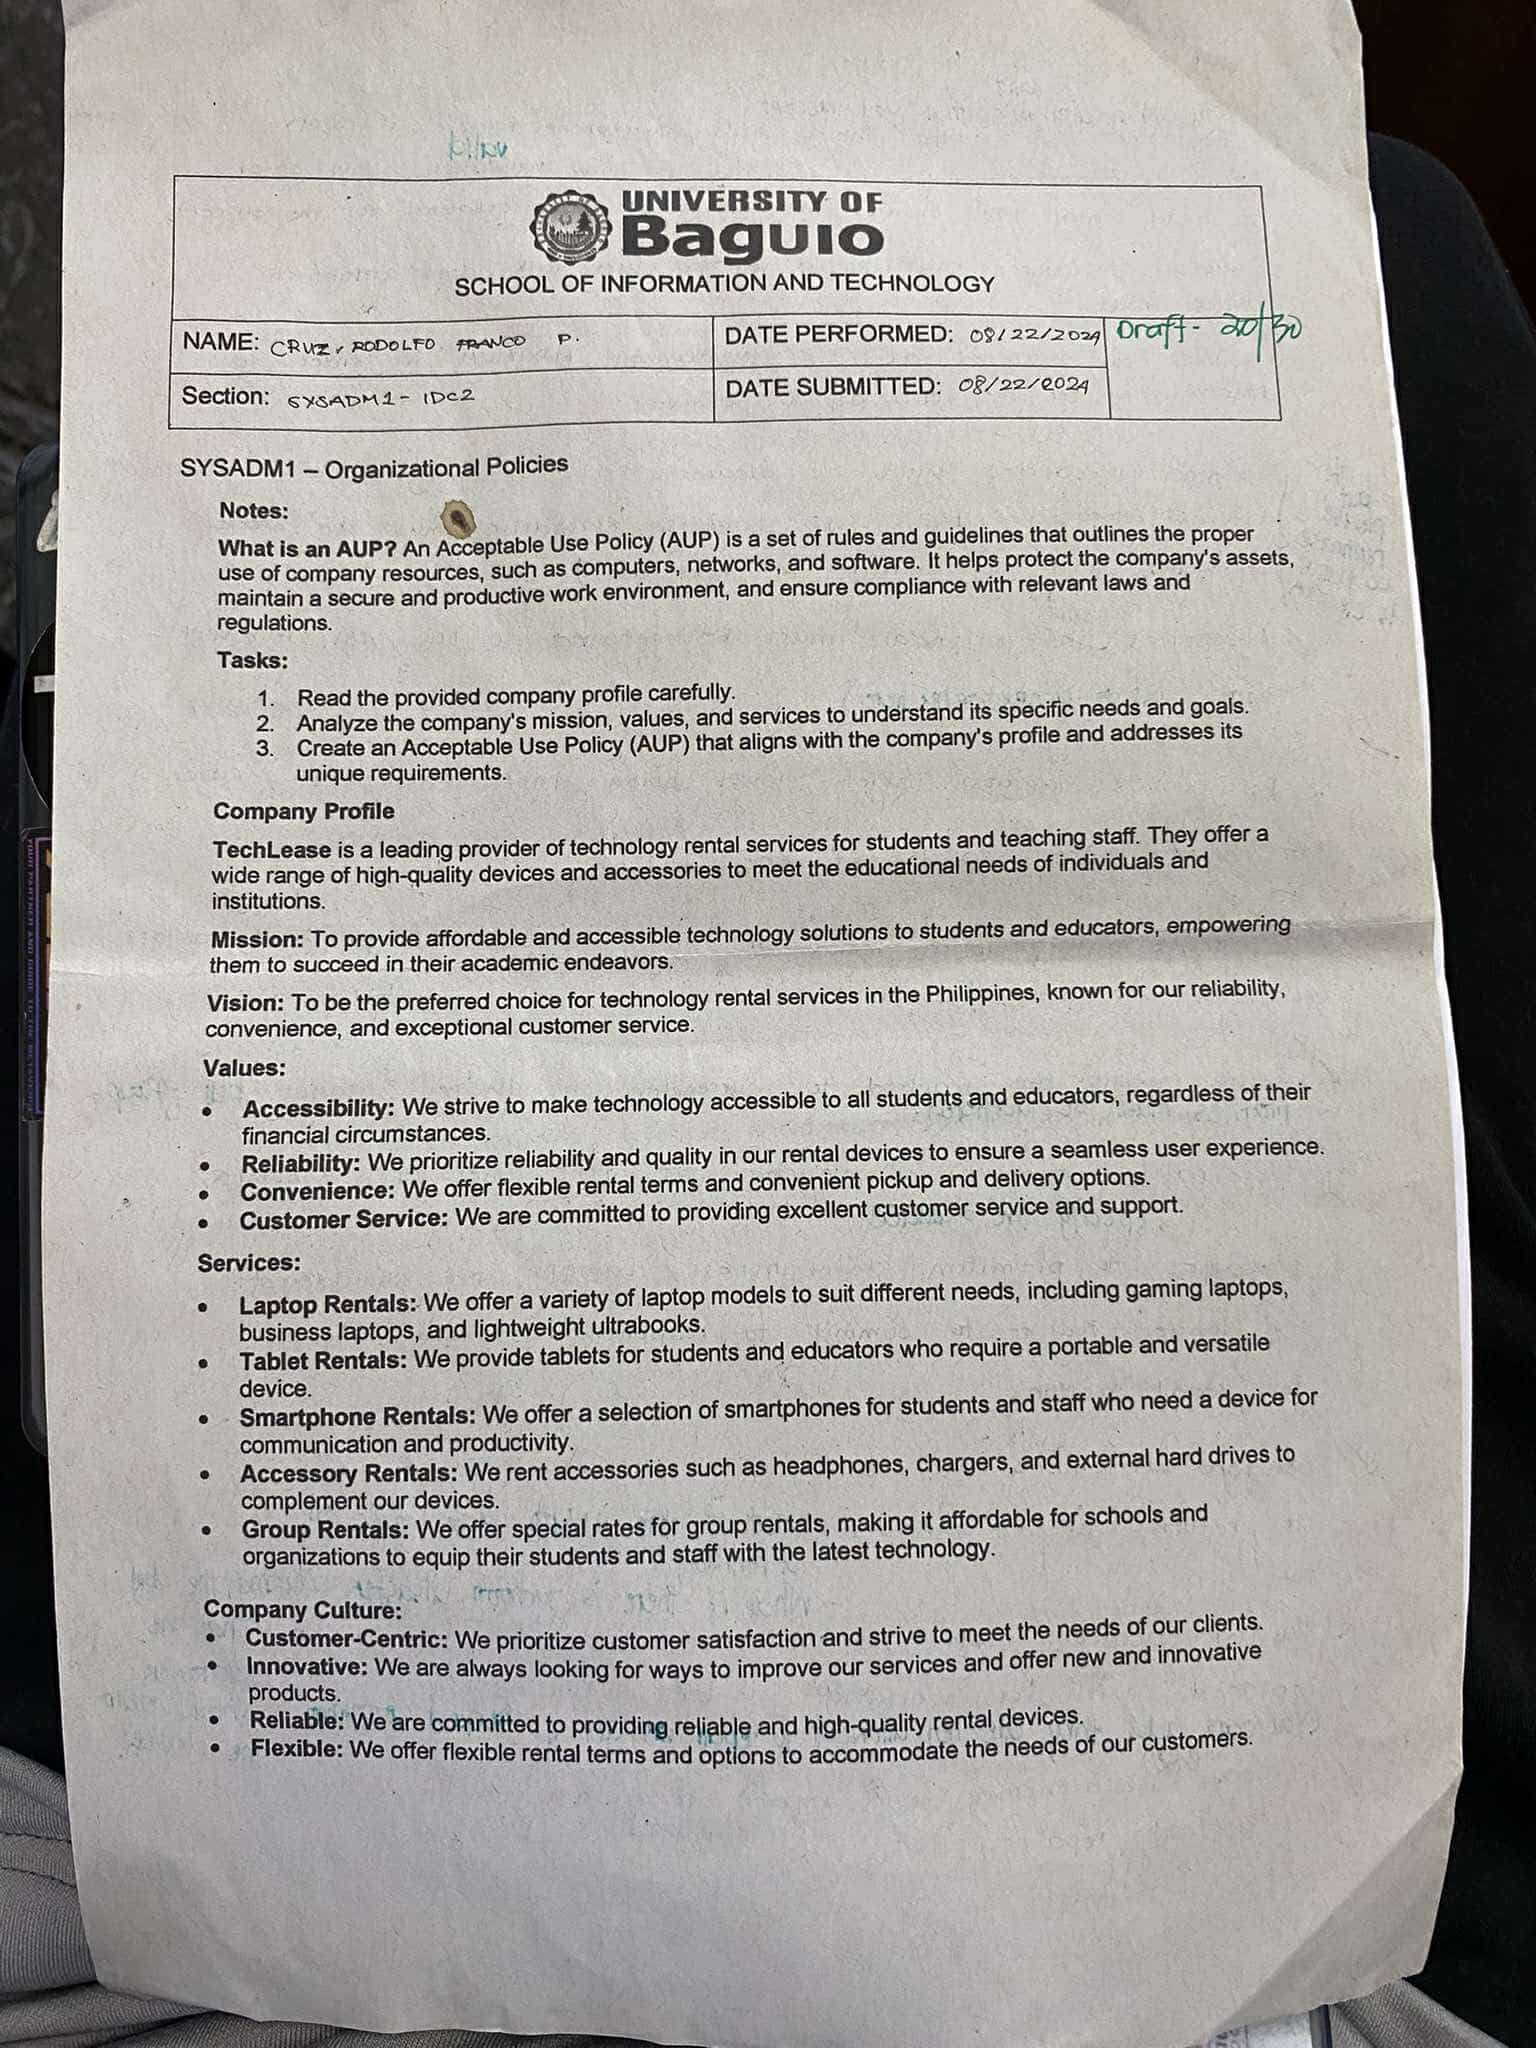 UNIVERSITY OF
Baguio
SCHOOL OF INFORMATION AND TECHNOLOGY
NAME: CRUZ, RODOLFO FRANCO P.
DATE PERFORMED: 08/22/2024
Draft - 20/30
Section: SYSADM1 - IDC2
DATE SUBMITTED: 08/22/2024
SYSADM1 – Organizational Policies
Notes:
What is an AUP? An Acceptable Use Policy (AUP) is a set of rules and guidelines that outlines the proper
use of company resources, such as computers, networks, and software. It helps protect the company's assets,
maintain a secure and productive work environment, and ensure compliance with relevant laws and
regulations.
Tasks:
1. Read the provided company profile carefully.
2. Analyze the company's mission, values, and services to understand its specific needs and goals.
3. Create an Acceptable Use Policy (AUP) that aligns with the company's profile and addresses its
unique requirements.
Company Profile
TechLease is a leading provider of technology rental services for students and teaching staff. They offer a
wide range of high-quality devices and accessories to meet the educational needs of individuals and
institutions.
Mission: To provide affordable and accessible technology solutions to students and educators, empowering
them to succeed in their academic endeavors.
Vision: To be the preferred choice for technology rental services in the Philippines, known for our reliability,
convenience, and exceptional customer service.
Values:
• Accessibility: We strive to make technology accessible to all students and educators, regardless of their
financial circumstances.
• Reliability: We prioritize reliability and quality in our rental devices to ensure a seamless user experience.
• Convenience: We offer flexible rental terms and convenient pickup and delivery options.
• Customer Service: We are committed to providing excellent customer service and support.
Services:
• Laptop Rentals: We offer a variety of laptop models to suit different needs, including gaming laptops,
business laptops, and lightweight ultrabooks.
• Tablet Rentals: We provide tablets for students and educators who require a portable and versatile
device.
• Smartphone Rentals: We offer a selection of smartphones for students and staff who need a device for
communication and productivity.
• Accessory Rentals: We rent accessories such as headphones, chargers, and external hard drives to
complement our devices.
• Group Rentals: We offer special rates for group rentals, making it affordable for schools and
organizations to equip their students and staff with the latest technology.
Company Culture:
• Customer-Centric: We prioritize customer satisfaction and strive to meet the needs of our clients.
• Innovative: We are always looking for ways to improve our services and offer new and innovative
products.
• Reliable: We are committed to providing reliable and high-quality rental devices.
• Flexible: We offer flexible rental terms and options to accommodate the needs of our customers.